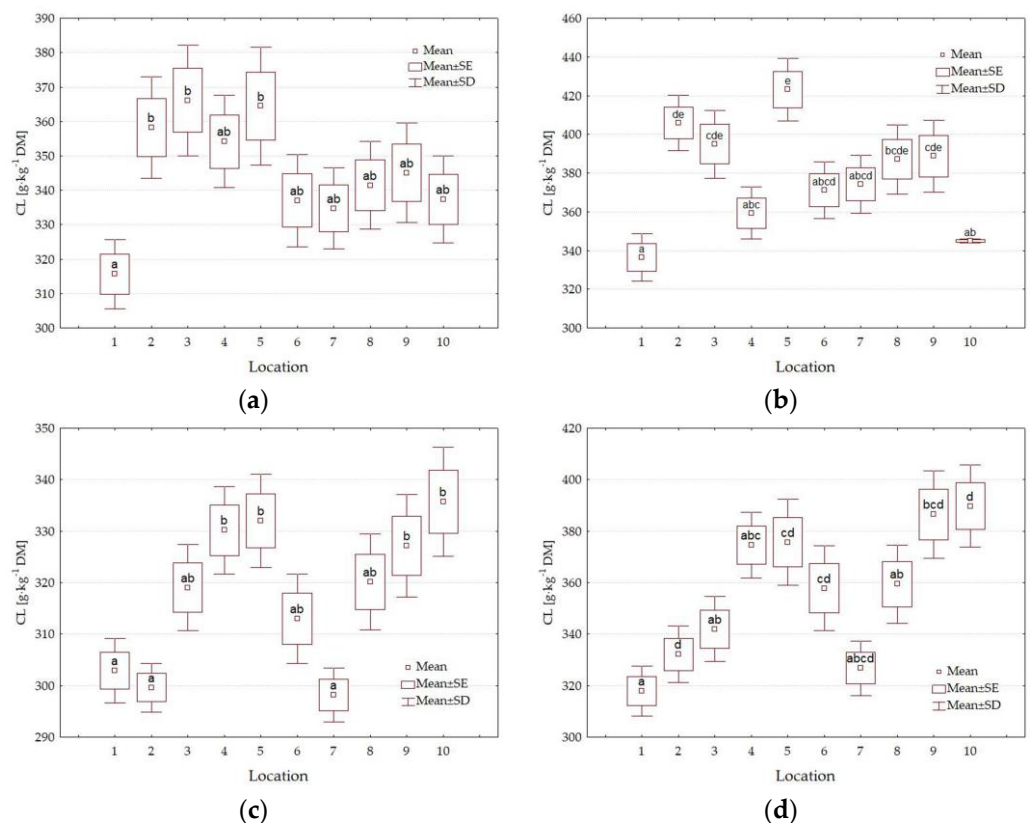 390
380
370
360
350
340
330
320
310
300
CL [g·kg⁻¹ DM]
Mean
Mean±SE
Mean±SD
a
b
b
ab
b
ab
ab
ab
ab
ab
1 2 3 4 5 6 7 8 9 10
Location
(a)
460
440
420
400
380
360
340
320
300
CL [g·kg⁻¹ DM]
Mean
Mean±SE
Mean±SD
a
de
cde
abc
e
abcd
abcd
bcde
cde
ab
1 2 3 4 5 6 7 8 9 10
Location
(b)
350
340
330
320
310
300
290
CL [g·kg⁻¹ DM]
a
a
ab
b
b
ab
a
ab
b
b
Mean
Mean±SE
Mean±SD
1 2 3 4 5 6 7 8 9 10
Location
(c)
420
400
380
360
340
320
300
CL [g·kg⁻¹ DM]
a
d
ab
abc
cd
cd
abcd
ab
bcd
d
Mean
Mean±SE
Mean±SD
1 2 3 4 5 6 7 8 9 10
Location
(d)